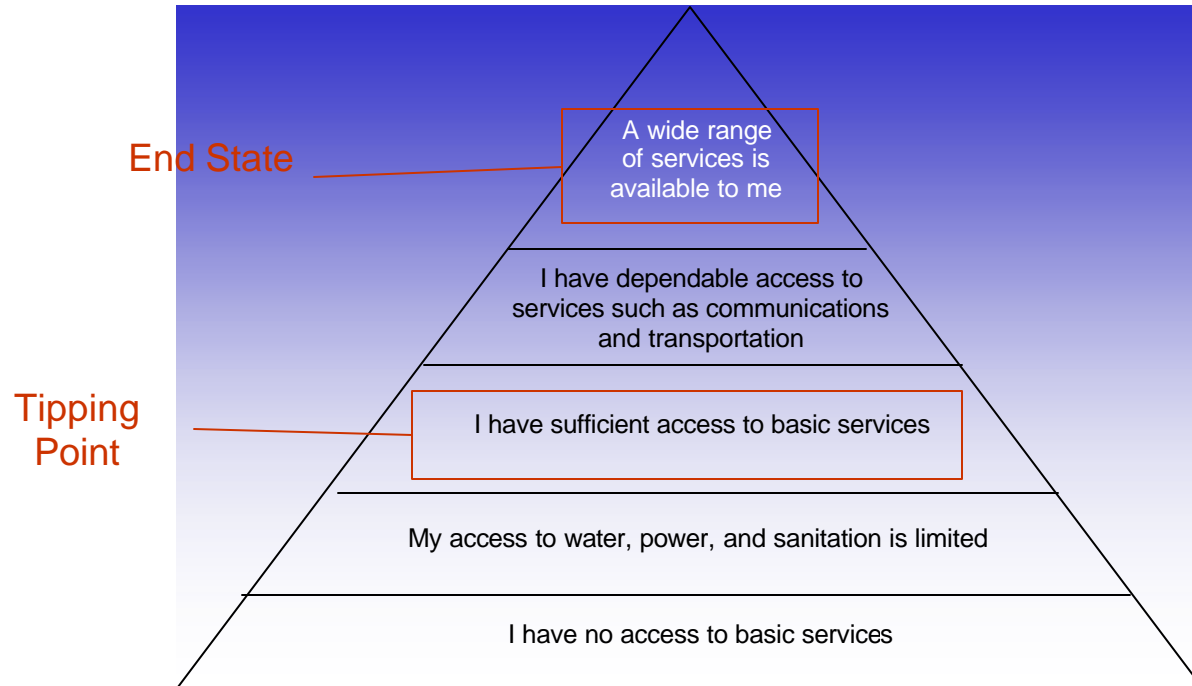 End State
A wide range
of services is
available to me
I have dependable access to
services such as communications
and transportation
Tipping
Point
I have sufficient access to basic services
My access to water, power, and sanitation is limited
I have no access to basic services